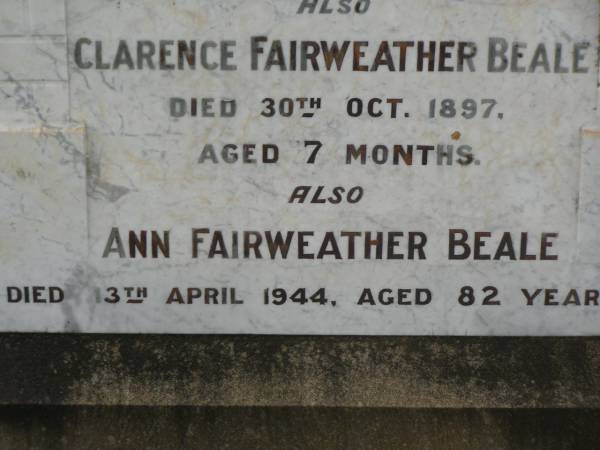 ALSO
CLARENCE FAIRWEATHER BEALE
DIED 30TH OCT. 1897,
AGED 7 MONTHS.
ALSO
ANN FAIRWEATHER BEALE
DIED 13TH APRIL 1944, AGED 82 YEAR